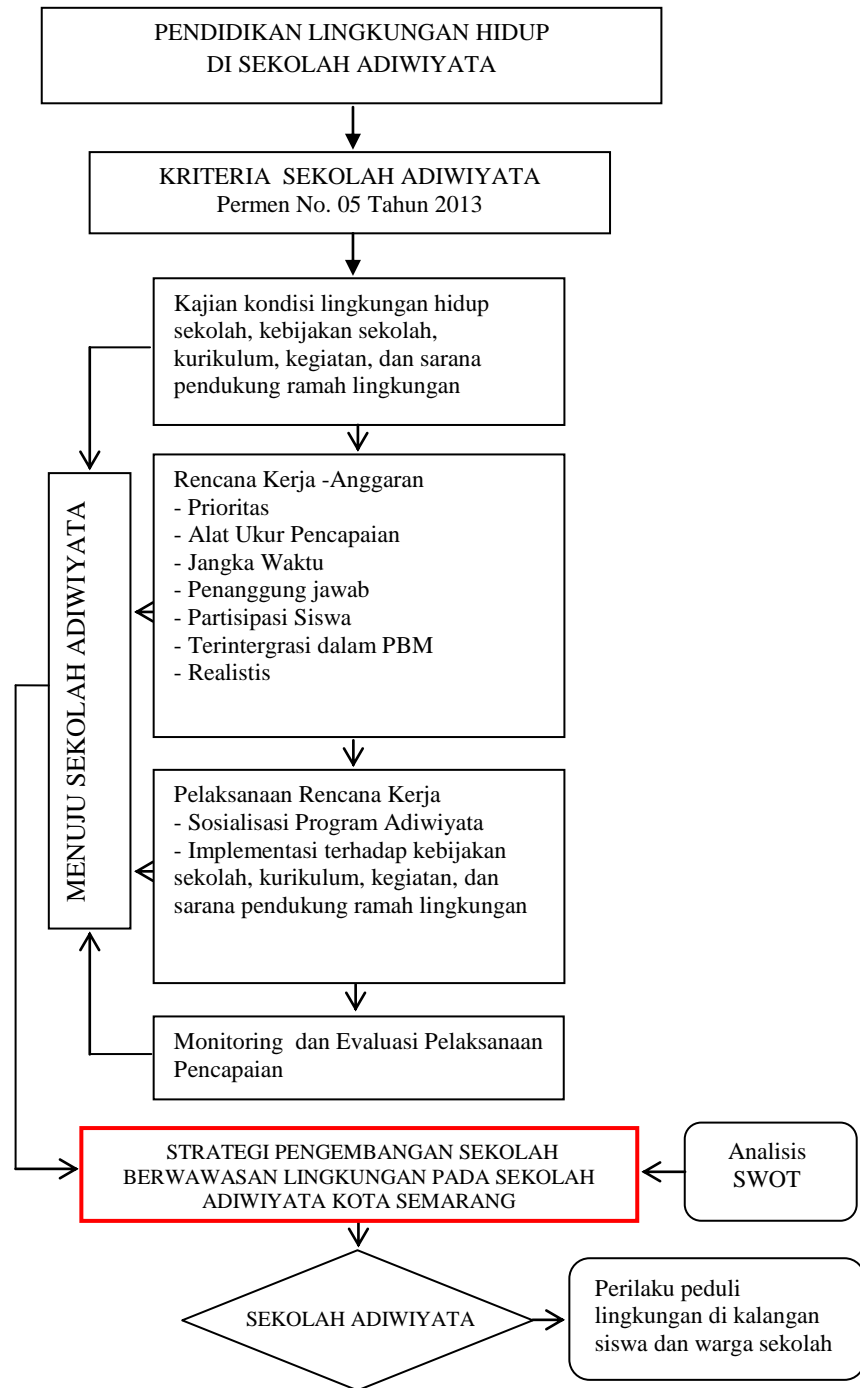 PENDIDIKAN LINGKUNGAN HIDUP
DI SEKOLAH ADIWIYATA
KRITERIA SEKOLAH ADIWIYATA
Permen No. 05 Tahun 2013
Kajian kondisi lingkungan hidup
sekolah, kebijakan sekolah,
kurikulum, kegiatan, dan sarana
pendukung ramah lingkungan
MENUJU SEKOLAH ADIWIYATA
Rencana Kerja -Anggaran
- Prioritas
- Alat Ukur Pencapaian
- Jangka Waktu
- Penanggung jawab
- Partisipasi Siswa
- Terintergrasi dalam PBM
- Realistis
Pelaksanaan Rencana Kerja
- Sosialisasi Program Adiwiyata
- Implementasi terhadap kebijakan
sekolah, kurikulum, kegiatan, dan
sarana pendukung ramah lingkungan
Monitoring dan Evaluasi Pelaksanaan
Pencapaian
STRATEGI PENGEMBANGAN SEKOLAH
BERWAWASAN LINGKUNGAN PADA SEKOLAH
ADIWIYATA KOTA SEMARANG
Analisis
SWOT
SEKOLAH ADIWIYATA
Perilaku peduli
lingkungan di kalangan
siswa dan warga sekolah